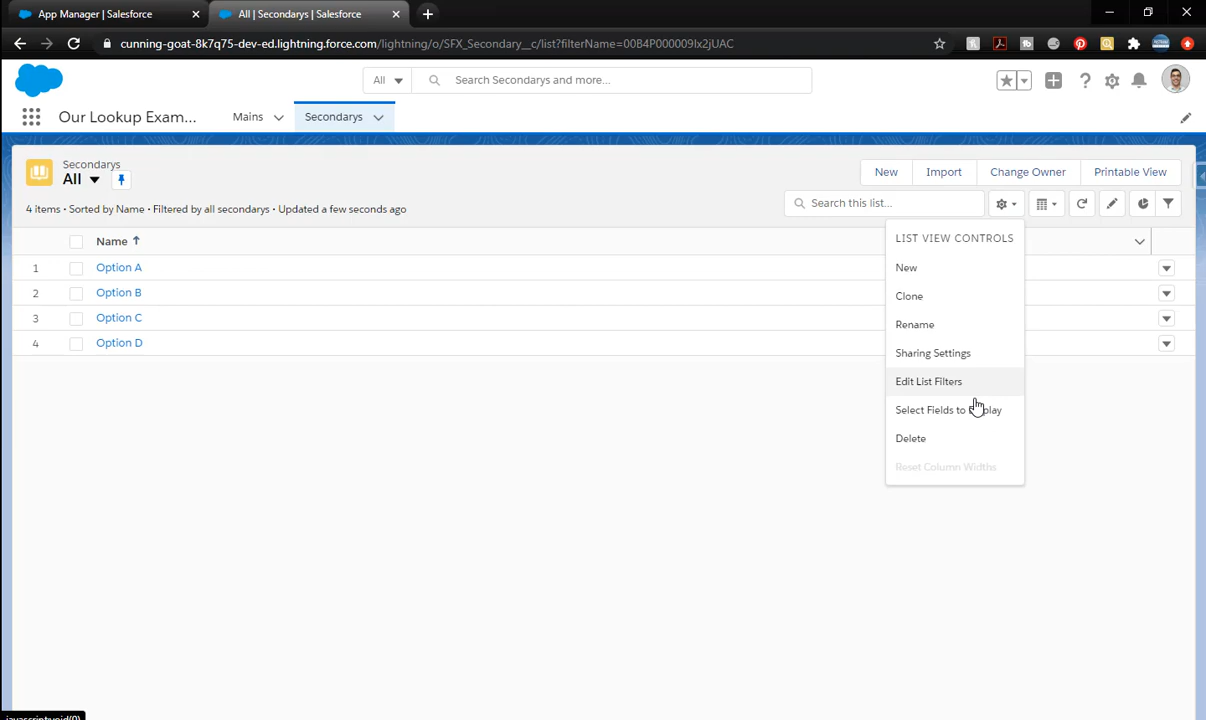 App Manager | Salesforce
All | Secondarys | Salesforce
cunning-goat-8k7q75-dev-ed.lightning.force.com/lightning/o/SFX_Secondary__c/list?filterName=00B4P000009Ix2jUAC
All
Search Secondarys and more...
Our Lookup Exam...
Mains
Secondarys
Secondarys
All
New
Import
Change Owner
Printable View
4 items • Sorted by Name • Filtered by all secondarys • Updated a few seconds ago
Search this list...
Name
1 Option A
2 Option B
3 Option C
4 Option D
LIST VIEW CONTROLS
New
Clone
Rename
Sharing Settings
Edit List Filters
Select Fields to Display
Delete
Reset Column Widths
javascript:void(0)